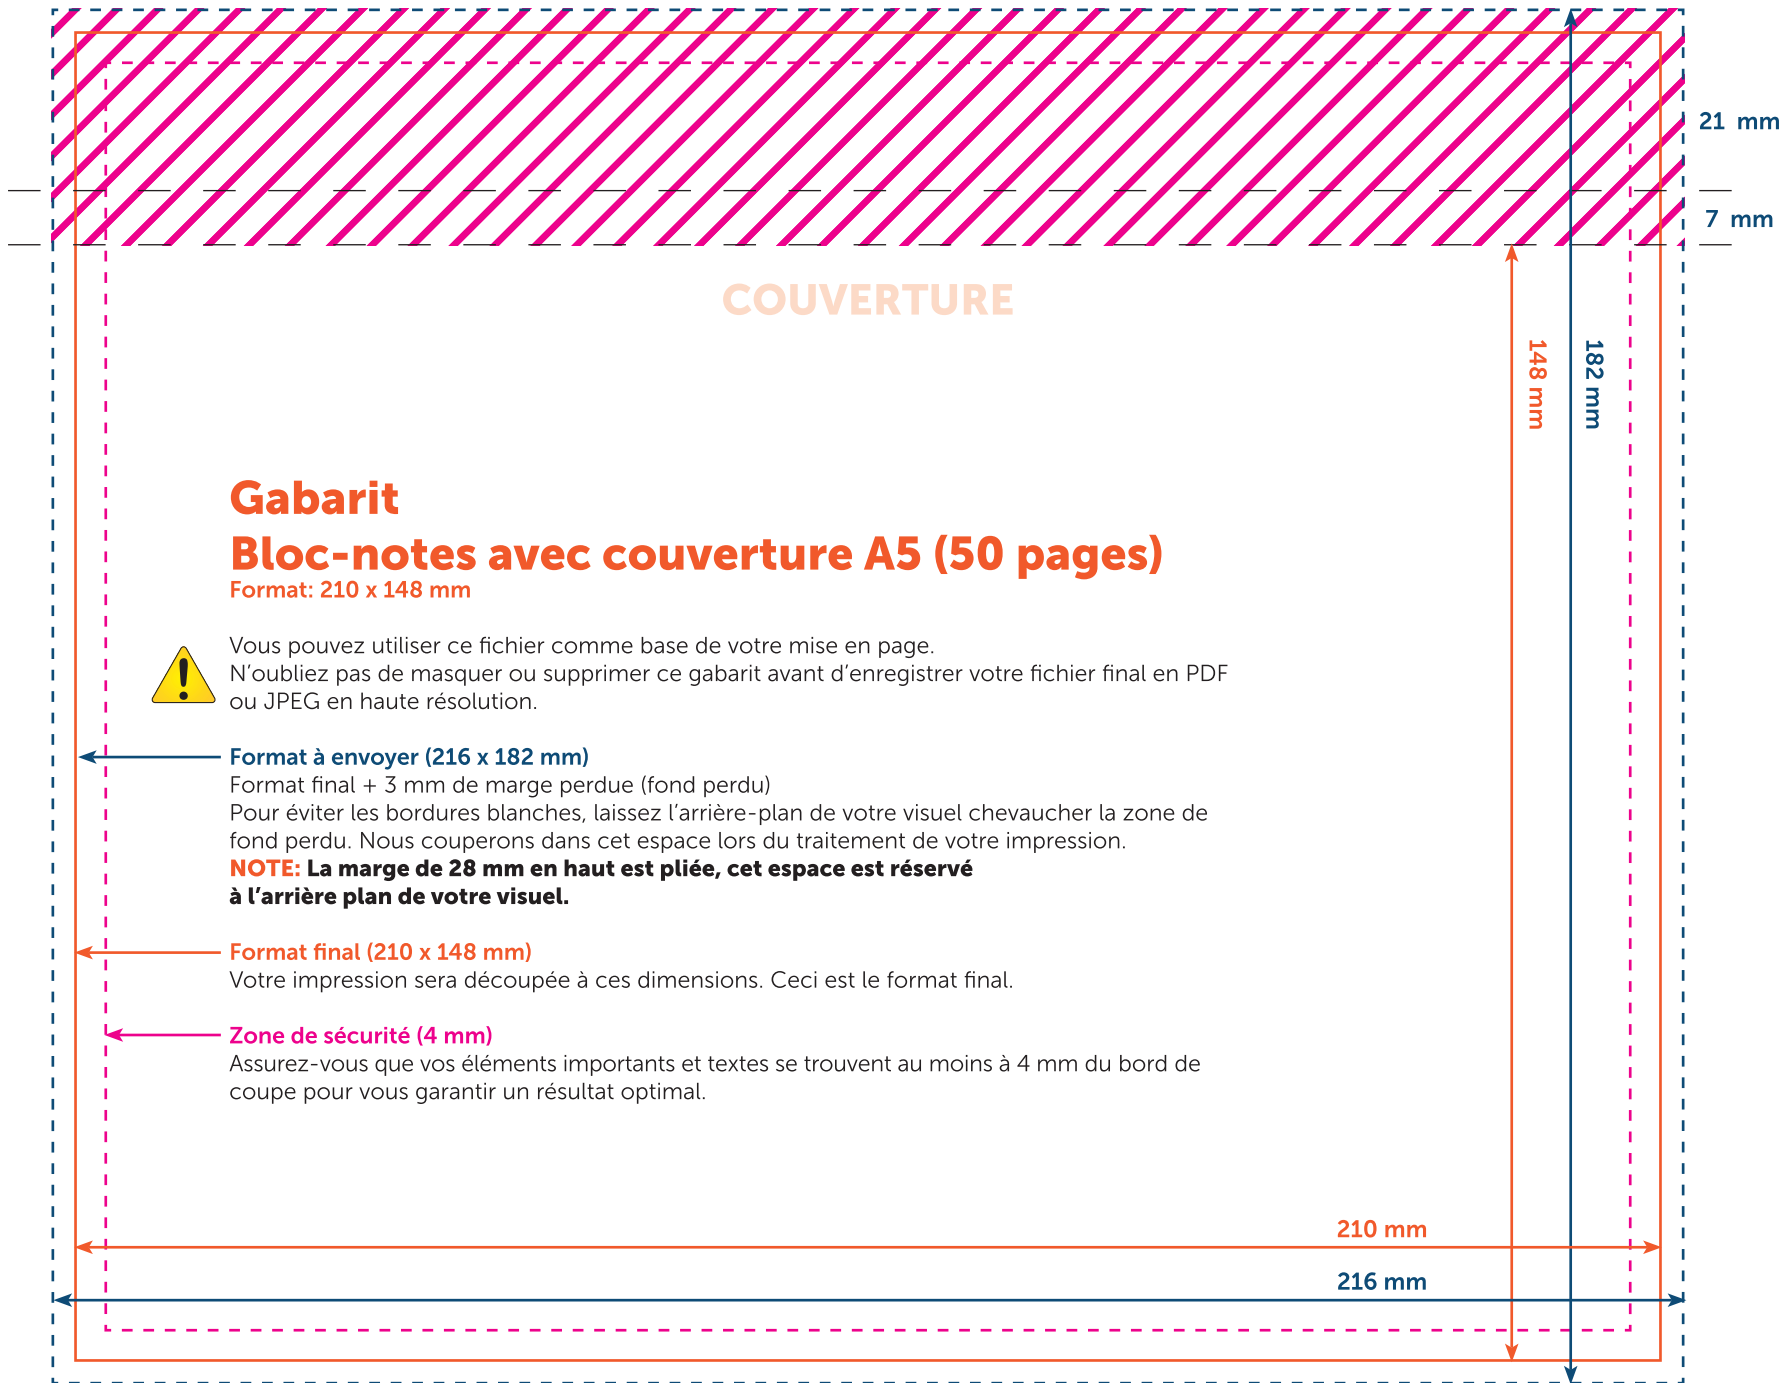 21 mm
7 mm
COUVERTURE
148 mm
182 mm
Gabarit
Bloc-notes avec couverture A5 (50 pages)
Format: 210 x 148 mm
Vous pouvez utiliser ce fichier comme base de votre mise en page.
N’oubliez pas de masquer ou supprimer ce gabarit avant d’enregistrer votre fichier final en PDF
ou JPEG en haute résolution.
Format à envoyer (216 x 182 mm)
Format final + 3 mm de marge perdue (fond perdu)
Pour éviter les bordures blanches, laissez l’arrière-plan de votre visuel chevaucher la zone de
fond perdu. Nous couperons dans cet espace lors du traitement de votre impression.
NOTE: La marge de 28 mm en haut est pliée, cet espace est réservé
à l’arrière plan de votre visuel.
Format final (210 x 148 mm)
Votre impression sera découpée à ces dimensions. Ceci est le format final.
Zone de sécurité (4 mm)
Assurez-vous que vos éléments importants et textes se trouvent au moins à 4 mm du bord de
coupe pour vous garantir un résultat optimal.
210 mm
216 mm